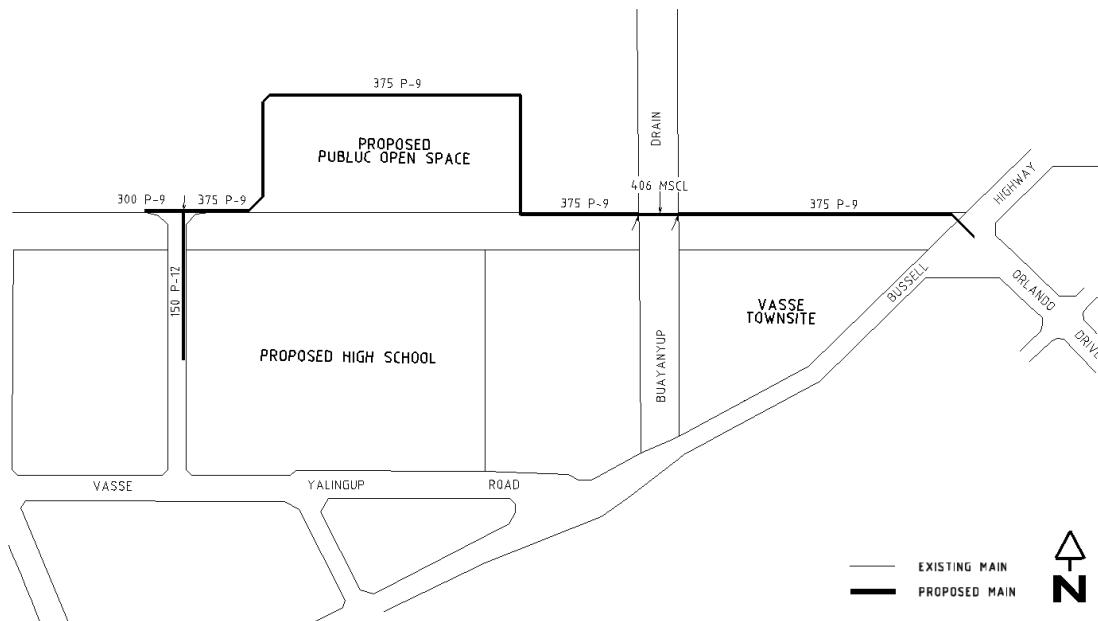 375 P-9
PROPOSED
PUBLUC OPEN SPACE
DRAIN
406 MSCL
HIGHWAY
300 P-9
375 P-9
375 P-9
375 P-9
150 P-12
BUSSELL
ORLANDO
DRIVE
VASSE
TOWNSITE
PROPOSED HIGH SCHOOL
BUAYANYUP
VASSE
YALINGUP
ROAD
EXISTING MAIN
PROPOSED MAIN
N